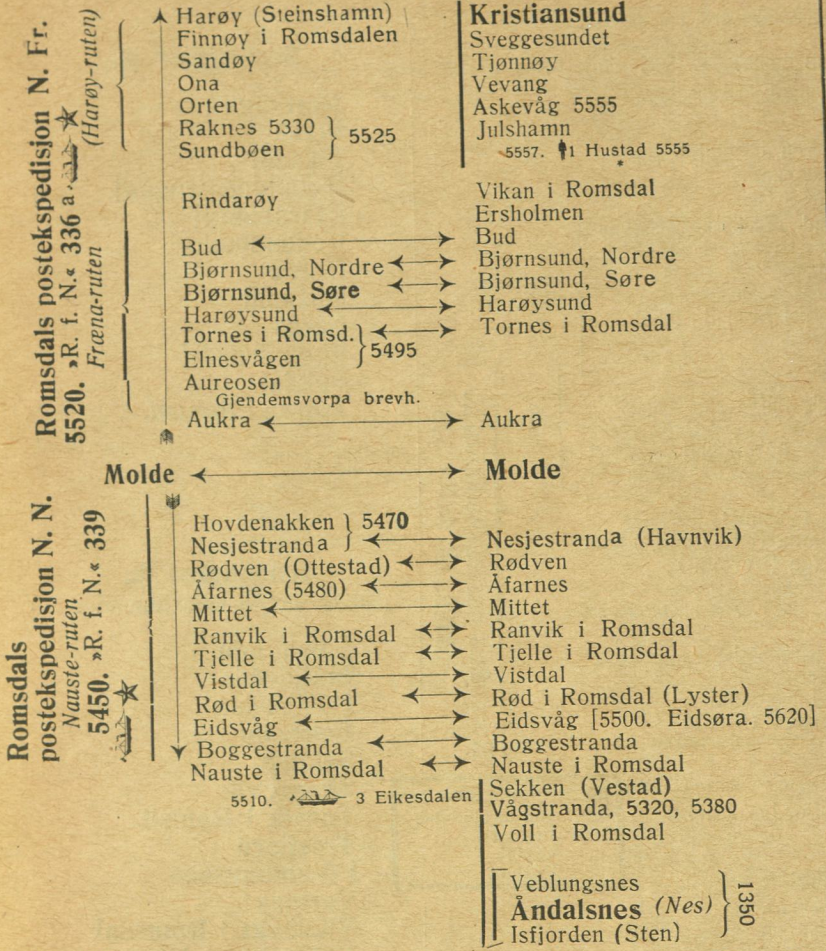 Romsdals postekspedisjon N. Fr.
5520. »R. f. N.« 336 a
(Harøy-ruten)
Fræna-ruten
Harøy (Steinshamn)
Finnøy i Romsdalen
Sandøy
Ona
Orten
Raknes 5330
Sundbøen
5525
Rindarøy
Bud
Bjørnsund, Nordre
Bjørnsund, Søre
Harøysund
Tornes i Romsd.
Elnesvågen
5495
Aureosen
Gjendemsvorpa brevh.
Aukra
Kristiansund
Sveggesundet
Tjønnøy
Vevang
Askevåg 5555
Julshamn
5557. 1 Hustad 5555
Vikan i Romsdal
Ersholmen
Bud
Bjørnsund, Nordre
Bjørnsund, Søre
Harøysund
Tornes i Romsdal
Aukra
Molde
Molde
Romsdals
postekspedisjon N. N.
Nauste-ruten
5450. »R. f. N.« 339
Hovdenakken
Nesjestranda
5470
Rødven (Ottestad)
Åfarnes (5480)
Mittet
Ranvik i Romsdal
Tjelle i Romsdal
Vistdal
Rød i Romsdal
Eidsvåg
Boggestranda
Nauste i Romsdal
5510. 3 Eikesdalen
Nesjestranda (Havnvik)
Rødven
Åfarnes
Mittet
Ranvik i Romsdal
Tjelle i Romsdal
Vistdal
Rød i Romsdal (Lyster)
Eidsvåg [5500. Eidsøra. 5620]
Boggestranda
Nauste i Romsdal
Sekken (Vestad)
Vågstranda, 5320, 5380
Voll i Romsdal
Veblungsnes
Åndalsnes (Nes)
Isfjorden (Sten)
1350